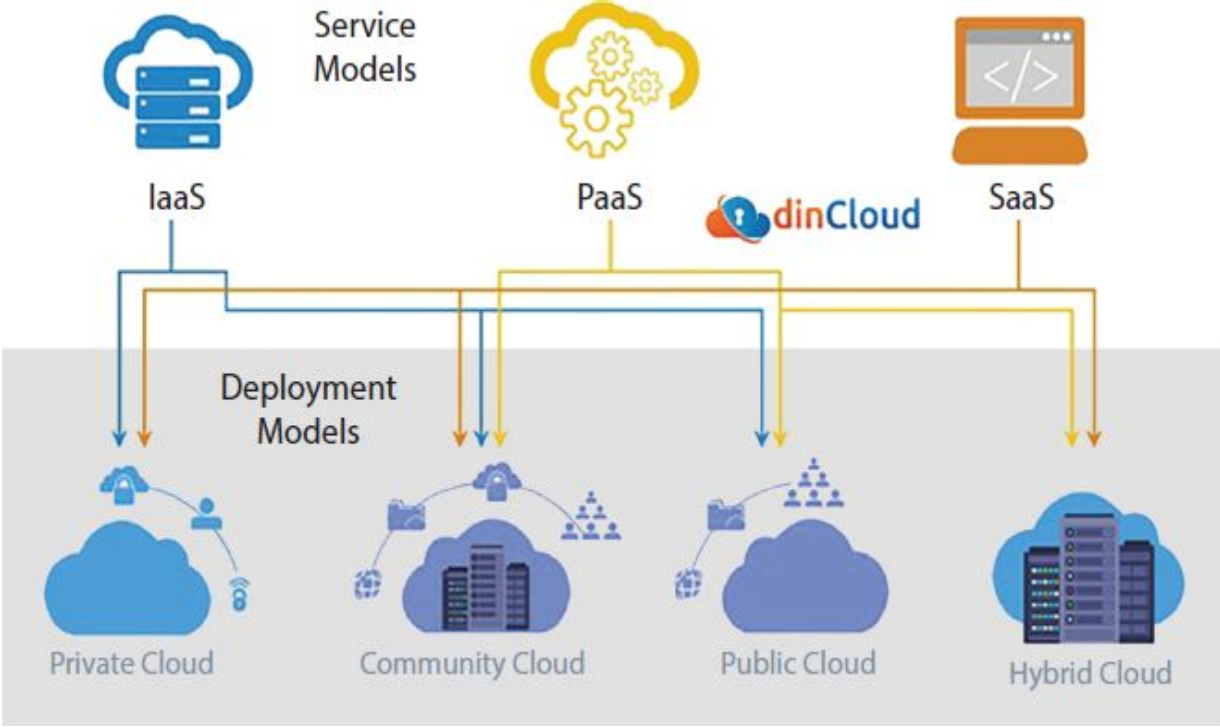 Service
Models
IaaS
PaaS
SaaS
dinCloud
</>
Deployment
Models
Private Cloud
Community Cloud
Public Cloud
Hybrid Cloud